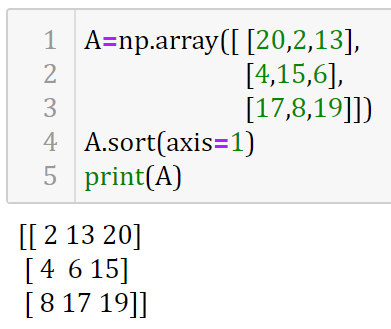 1 A=np.array([ [20,2,13],
2 [4,15,6],
3 [17,8,19]])
4 A.sort(axis=1)
5 print(A)
[[ 2 13 20]
[ 4 6 15]
[ 8 17 19]]